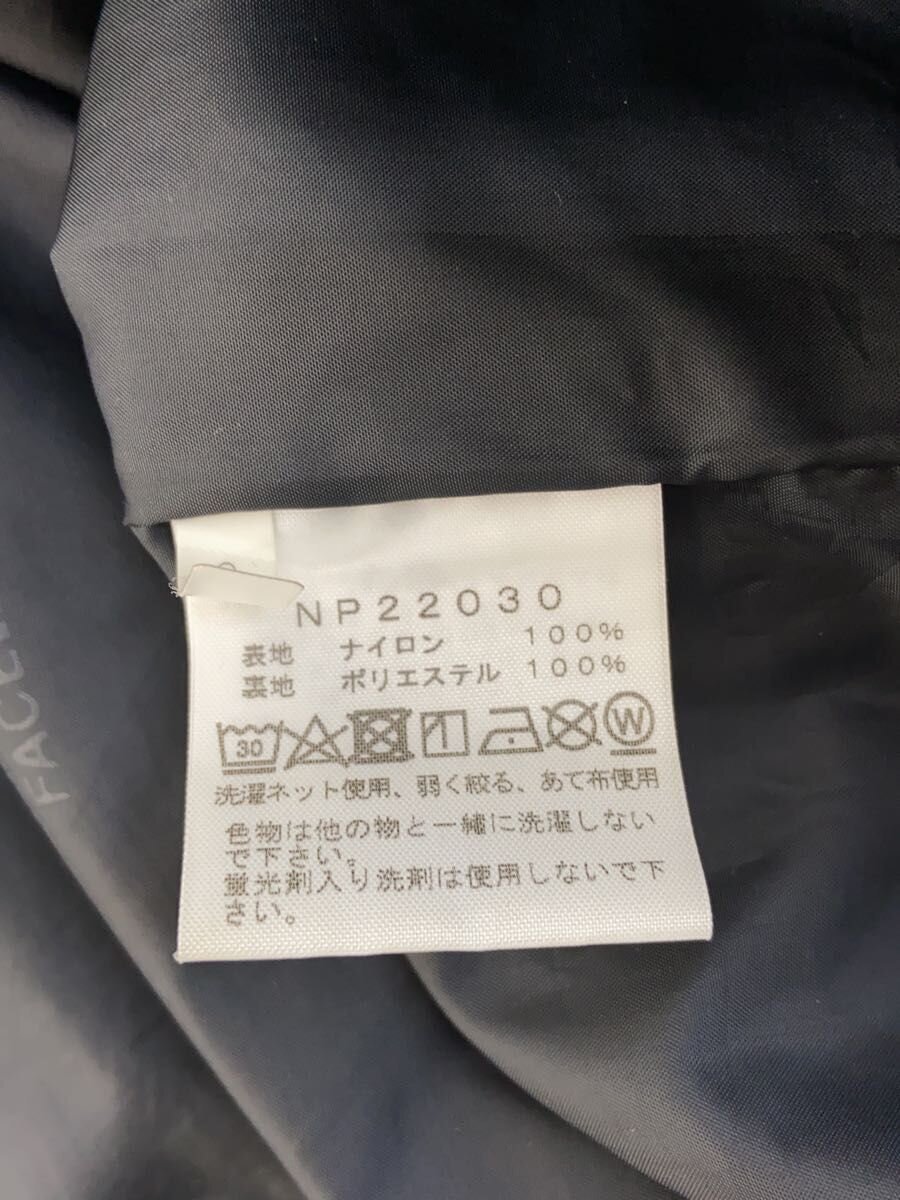 NP22030
表地 ナイロン 100%
裏地 ポリエステル 100%
30 W
洗濯ネット使用、弱く絞る、あて布使用
色物は他の物と一緒に洗濯しない
で下さい。
蛍光剤入り洗剤は使用しないで下
さい。
FACE